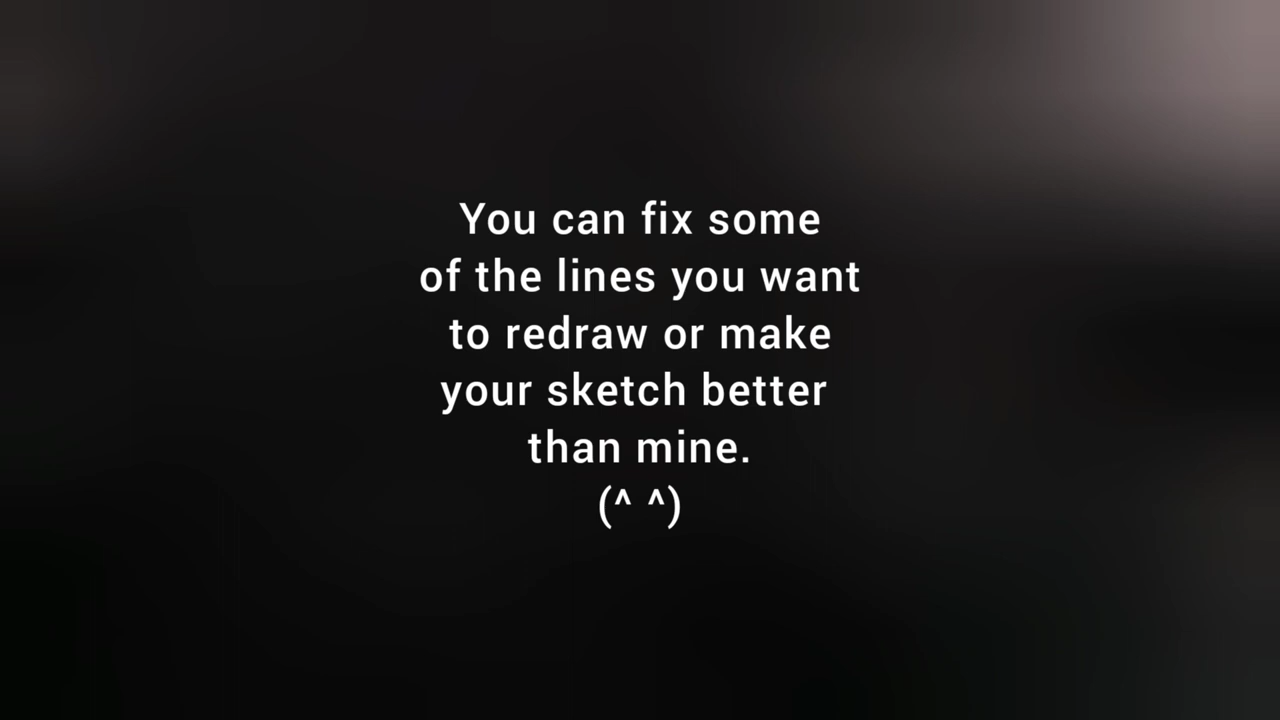 You can fix some
of the lines you want
to redraw or make
your sketch better
than mine.
(^ ^)